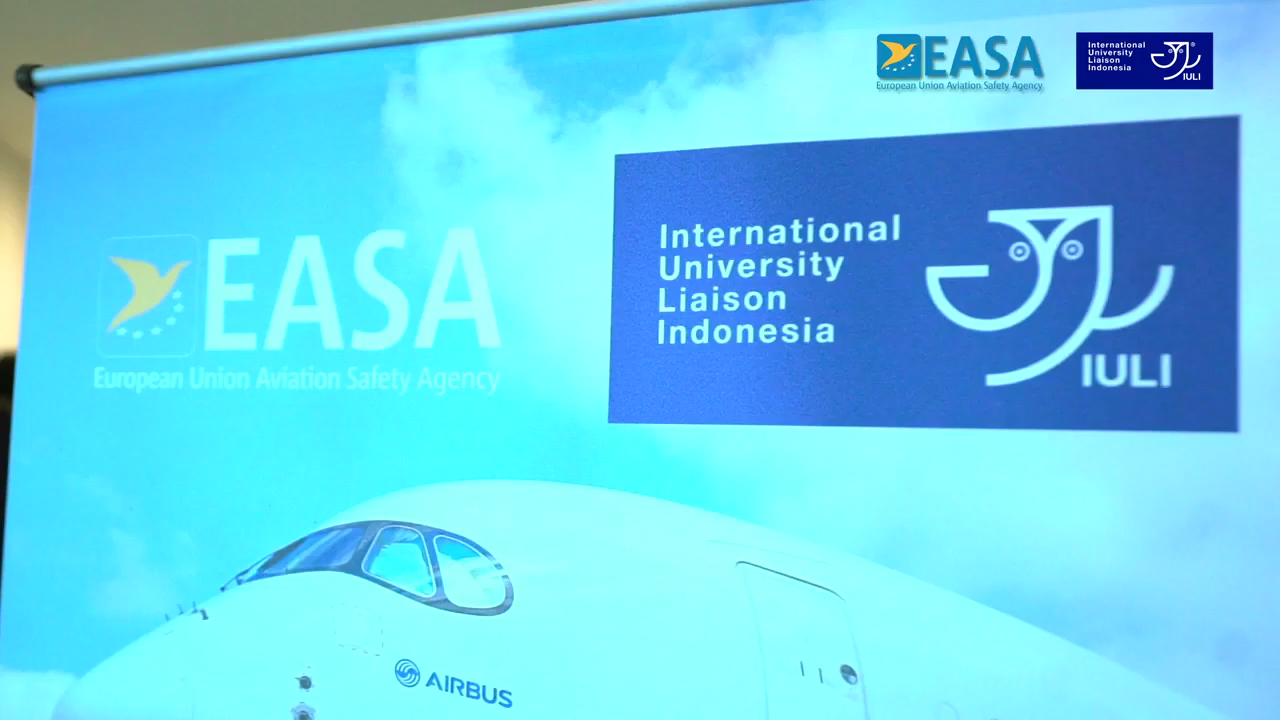 EASA
European Union Aviation Safety Agency
International
University
Liaison
Indonesia
IULI
EASA
European Union Aviation Safety Agency
International
University
Liaison
Indonesia
IULI
AIRBUS